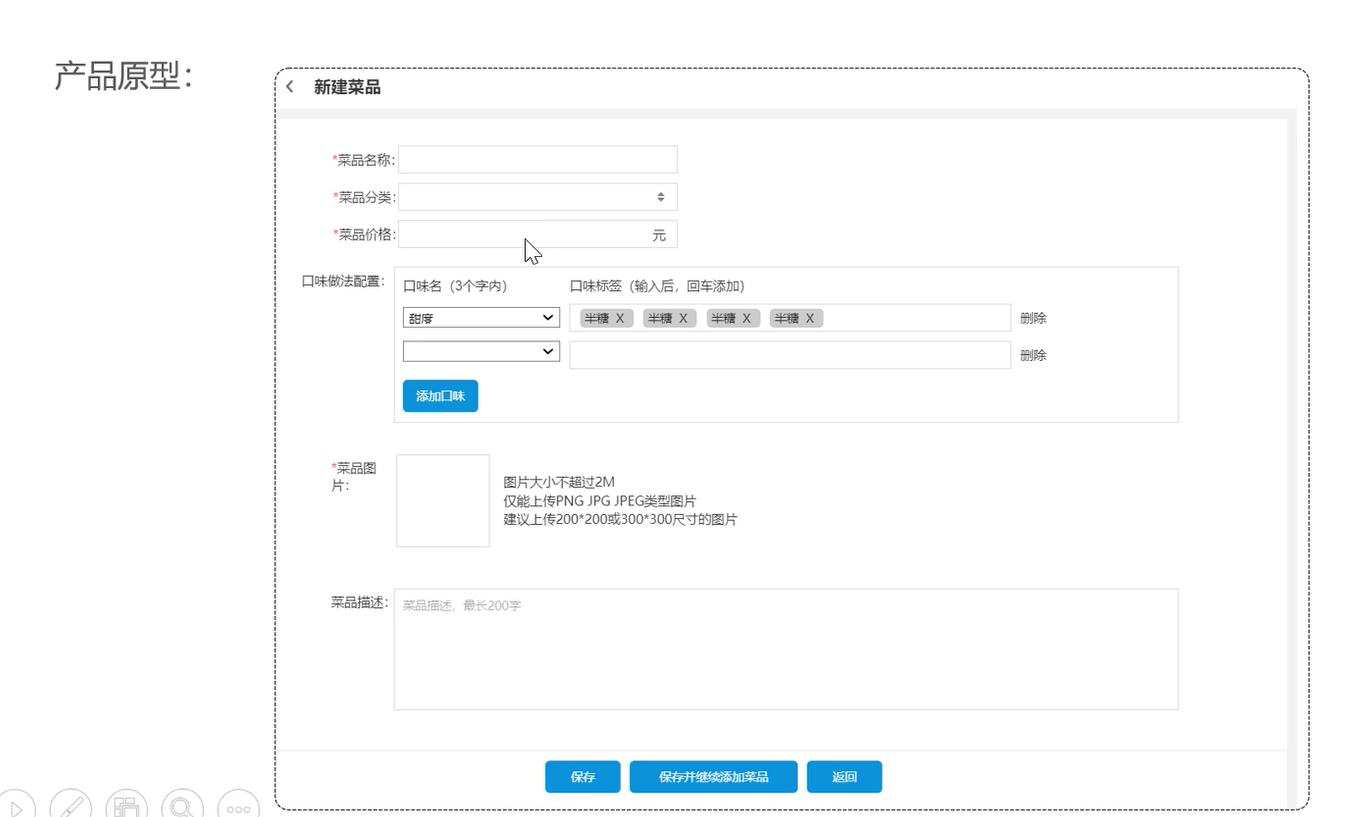 产品原型：
新建菜品
*菜品名称：
*菜品分类：
*菜品价格： 元
口味做法配置： 口味名（3个字内） 口味标签（输入后，回车添加）
甜度 半糖 X 半糖 X 半糖 X 半糖 X 删除
删除
添加口味
*菜品图
片：
图片大小不超过2M
仅能上传PNG JPG JPEG类型图片
建议上传200*200或300*300尺寸的图片
菜品描述： 菜品描述，最长200字
保存 保存并继续添加菜品 返回